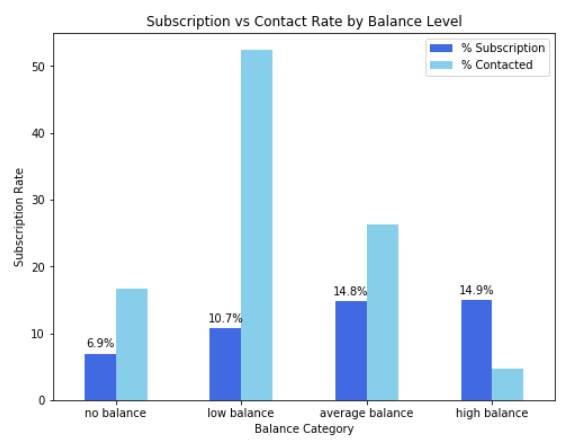 Subscription vs Contact Rate by Balance Level
% Subscription
% Contacted
Subscription Rate
50
40
30
20
10
0
6.9%
10.7%
14.8%
14.9%
no balance
low balance
average balance
high balance
Balance Category